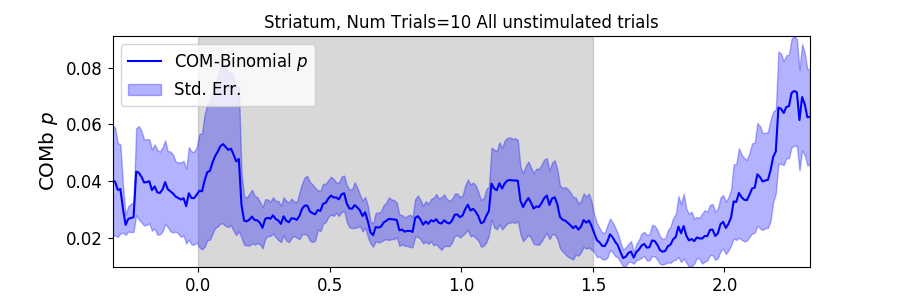 Striatum, Num Trials=10 All unstimulated trials
COM-Binomial p
Std. Err.
COMb p
0.08
0.06
0.04
0.02
0.0 0.5 1.0 1.5 2.0